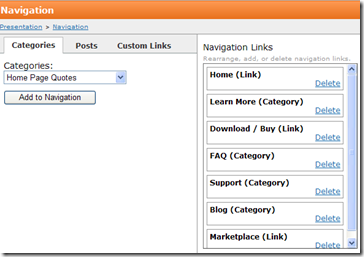 Navigation
Presentation > Navigation
Categories
Posts
Custom Links
Categories:
Home Page Quotes
Add to Navigation
Navigation Links
Rearrange, add, or delete navigation links.
Home (Link)
Delete
Learn More (Category)
Delete
Download / Buy (Link)
Delete
FAQ (Category)
Delete
Support (Category)
Delete
Blog (Category)
Delete
Marketplace (Link)
Delete